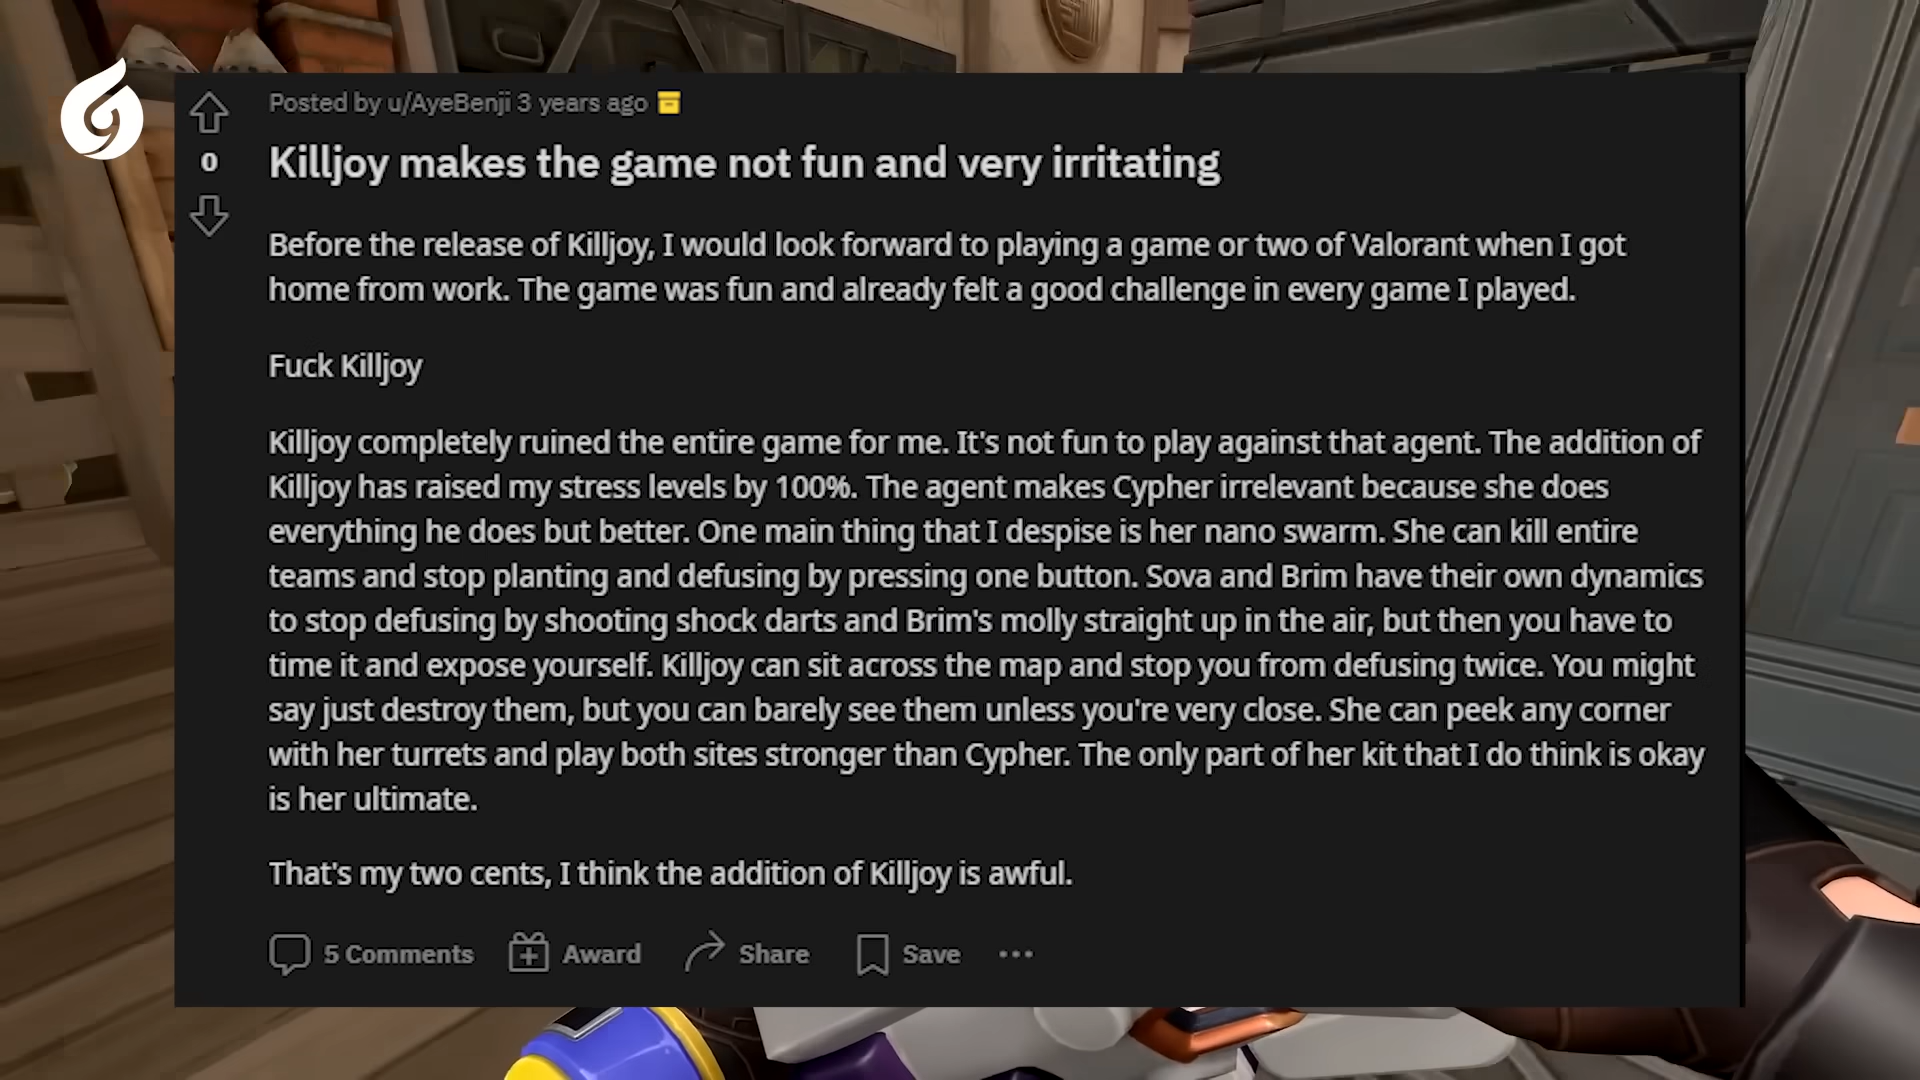 Posted by u/AyeBenji 3 years ago
0
Killjoy makes the game not fun and very irritating
Before the release of Killjoy, I would look forward to playing a game or two of Valorant when I got
home from work. The game was fun and already felt a good challenge in every game I played.
Fuck Killjoy
Killjoy completely ruined the entire game for me. It's not fun to play against that agent. The addition of
Killjoy has raised my stress levels by 100%. The agent makes Cypher irrelevant because she does
everything he does but better. One main thing that I despise is her nano swarm. She can kill entire
teams and stop planting and defusing by pressing one button. Sova and Brim have their own dynamics
to stop defusing by shooting shock darts and Brim's molly straight up in the air, but then you have to
time it and expose yourself. Killjoy can sit across the map and stop you from defusing twice. You might
say just destroy them, but you can barely see them unless you're very close. She can peek any corner
with her turrets and play both sites stronger than Cypher. The only part of her kit that I do think is okay
is her ultimate.
That's my two cents, I think the addition of Killjoy is awful.
5 Comments Award Share Save •••